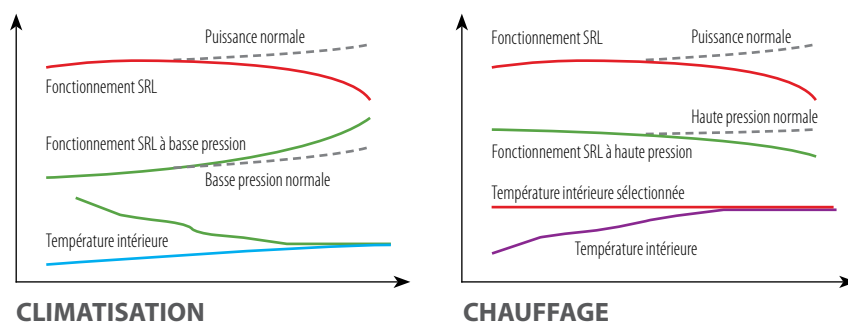 Puissance normale
Fonctionnement SRL
Fonctionnement SRL à basse pression
Basse pression normale
Température intérieure
CLIMATISATION
Fonctionnement SRL
Puissance normale
Haute pression normale
Fonctionnement SRL à haute pression
Température intérieure sélectionnée
Température intérieure
CHAUFFAGE